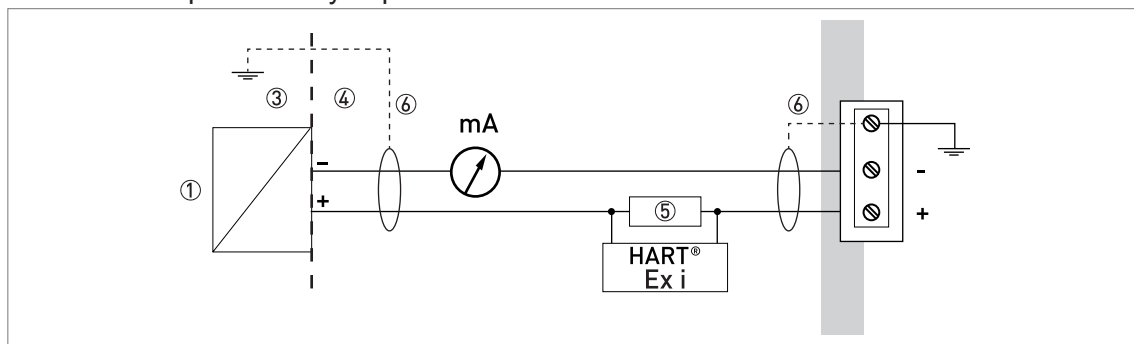 ③ ④ ⑥ ⑥
mA
① - -
+ ⑤ +
HART®
Ex i